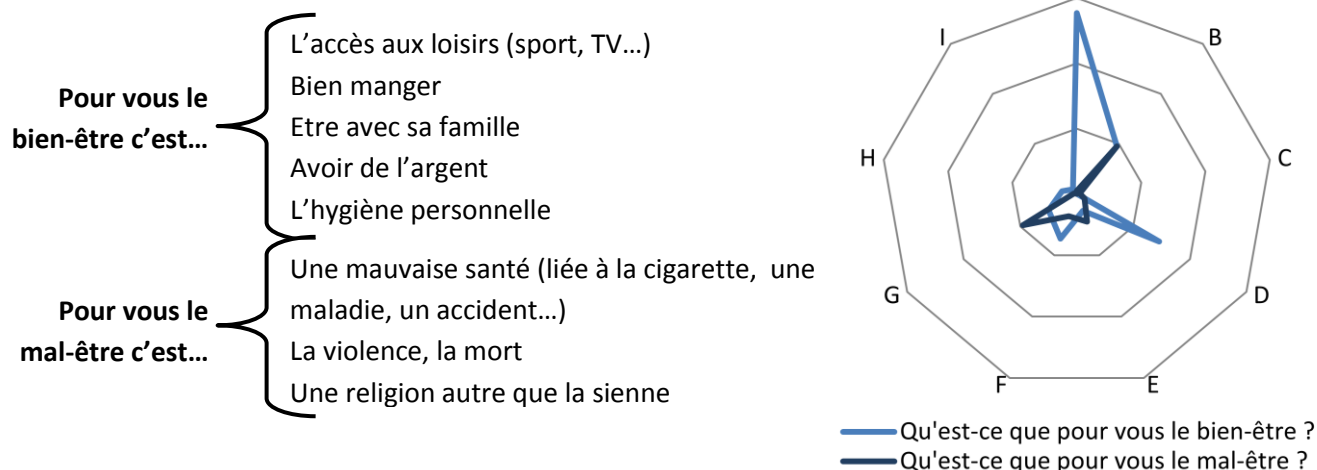 Pour vous le
bien-être c'est…
L'accès aux loisirs (sport, TV…)
Bien manger
Etre avec sa famille
Avoir de l'argent
L'hygiène personnelle
Pour vous le
mal-être c'est…
Une mauvaise santé (liée à la cigarette,  une
maladie, un accident…)
La violence, la mort
Une religion autre que la sienne
B
C
D
E
F
G
H
I
Qu'est-ce que pour vous le bien-être ?
Qu'est-ce que pour vous le mal-être ?